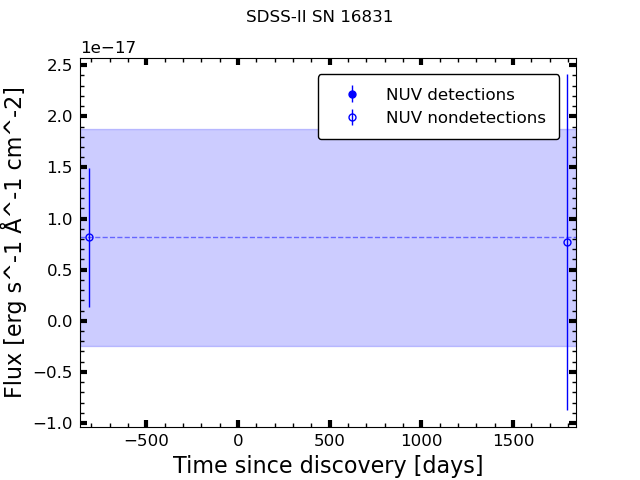 SDSS-II SN 16831
1e−17
NUV detections
NUV nondetections
2.5
2.0
1.5
1.0
0.5
0.0
−0.5
−1.0
Flux [erg s^-1 Å^-1 cm^-2]
−500 0 500 1000 1500
Time since discovery [days]